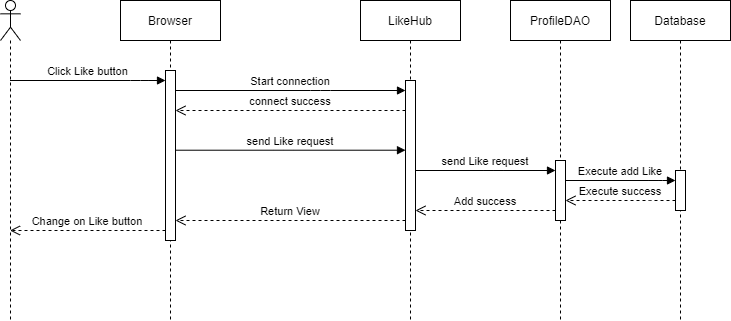 Browser
LikeHub
ProfileDAO
Database
Click Like button
Start connection
connect success
send Like request
send Like request
Execute add Like
Execute success
Add success
Return View
Change on Like button